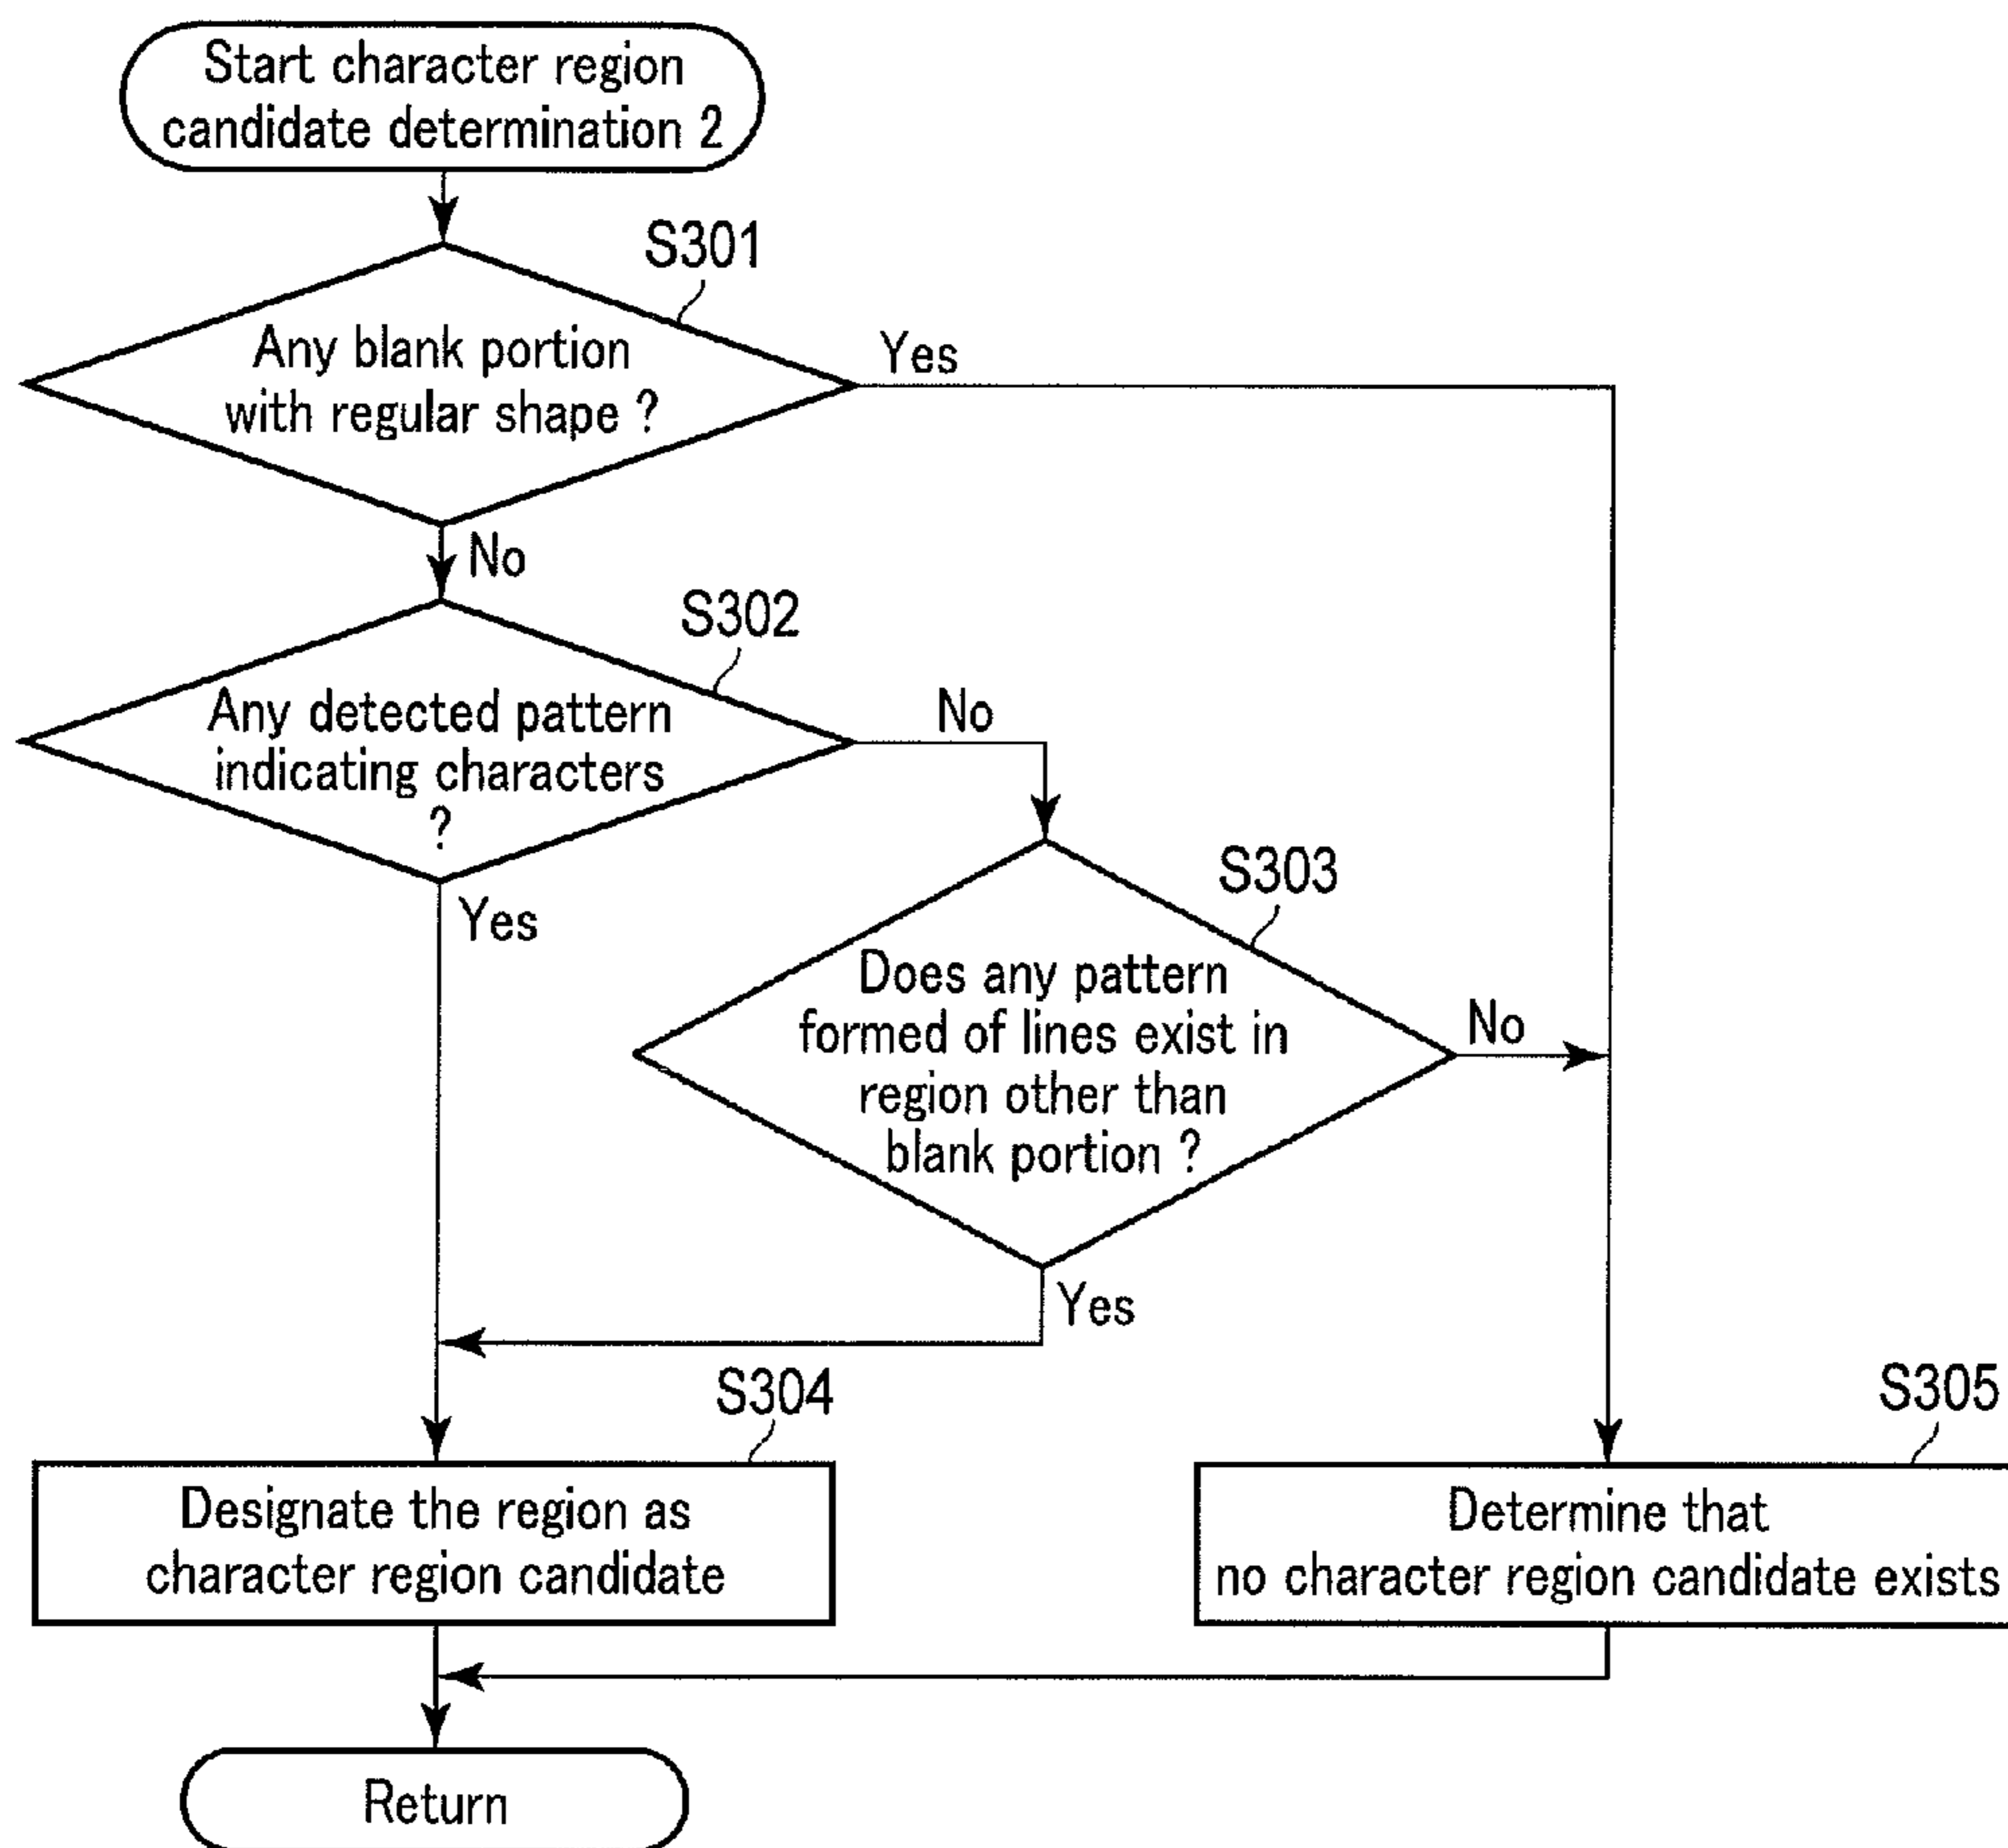 Start character region
candidate determination 2
S301
Any blank portion
with regular shape ?
Yes
No
S302
Any detected pattern
indicating characters
?
No
Yes
S303
Does any pattern
formed of lines exist in
region other than
blank portion ?
No
Yes
S304
Designate the region as
character region candidate
S305
Determine that
no character region candidate exists
Return